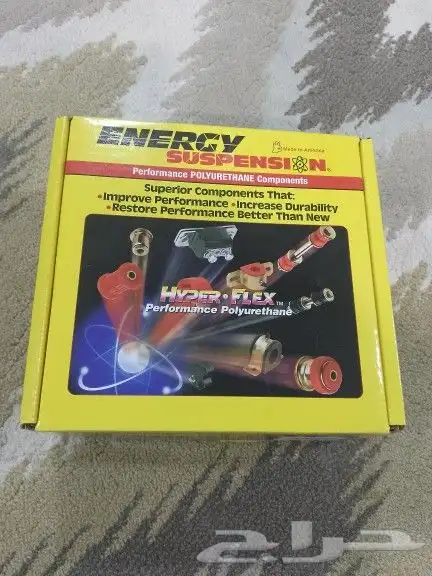 ENERGY
SUSPENSION®
Made in America
Performance POLYURETHANE Components
Superior Components That:
•Improve Performance •Increase Durability
•Restore Performance Better Than New
HYPER•FLEX™
Performance Polyurethane
حراج